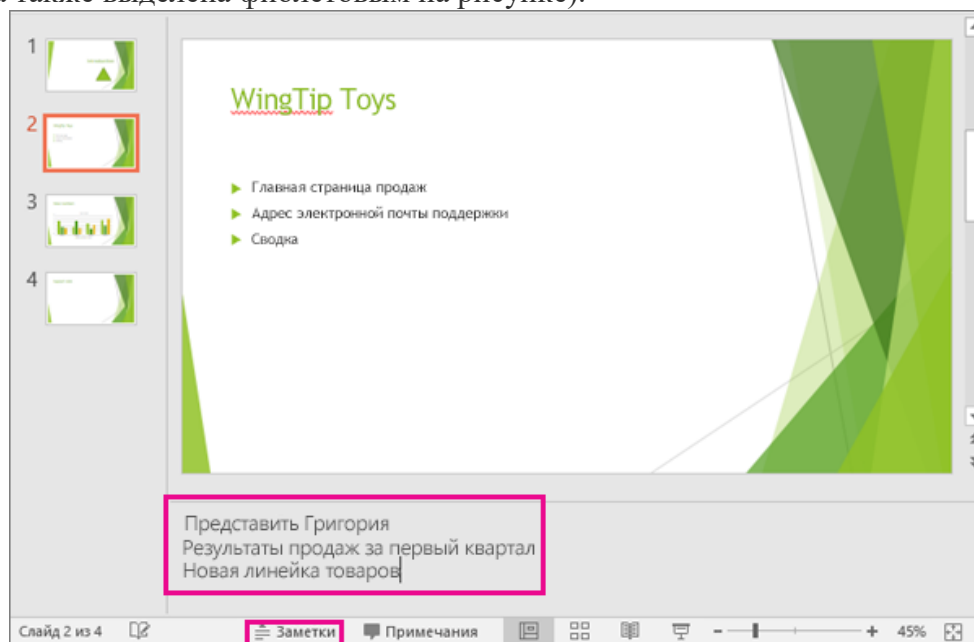 также выделена фиолетовым на рисунке).
1
2
3
4
WingTip Toys
Главная страница продаж
Адрес электронной почты поддержки
Сводка
Представить Григория
Результаты продаж за первый квартал
Новая линейка товаров
Слайд 2 из 4 Заметки Примечания 45%